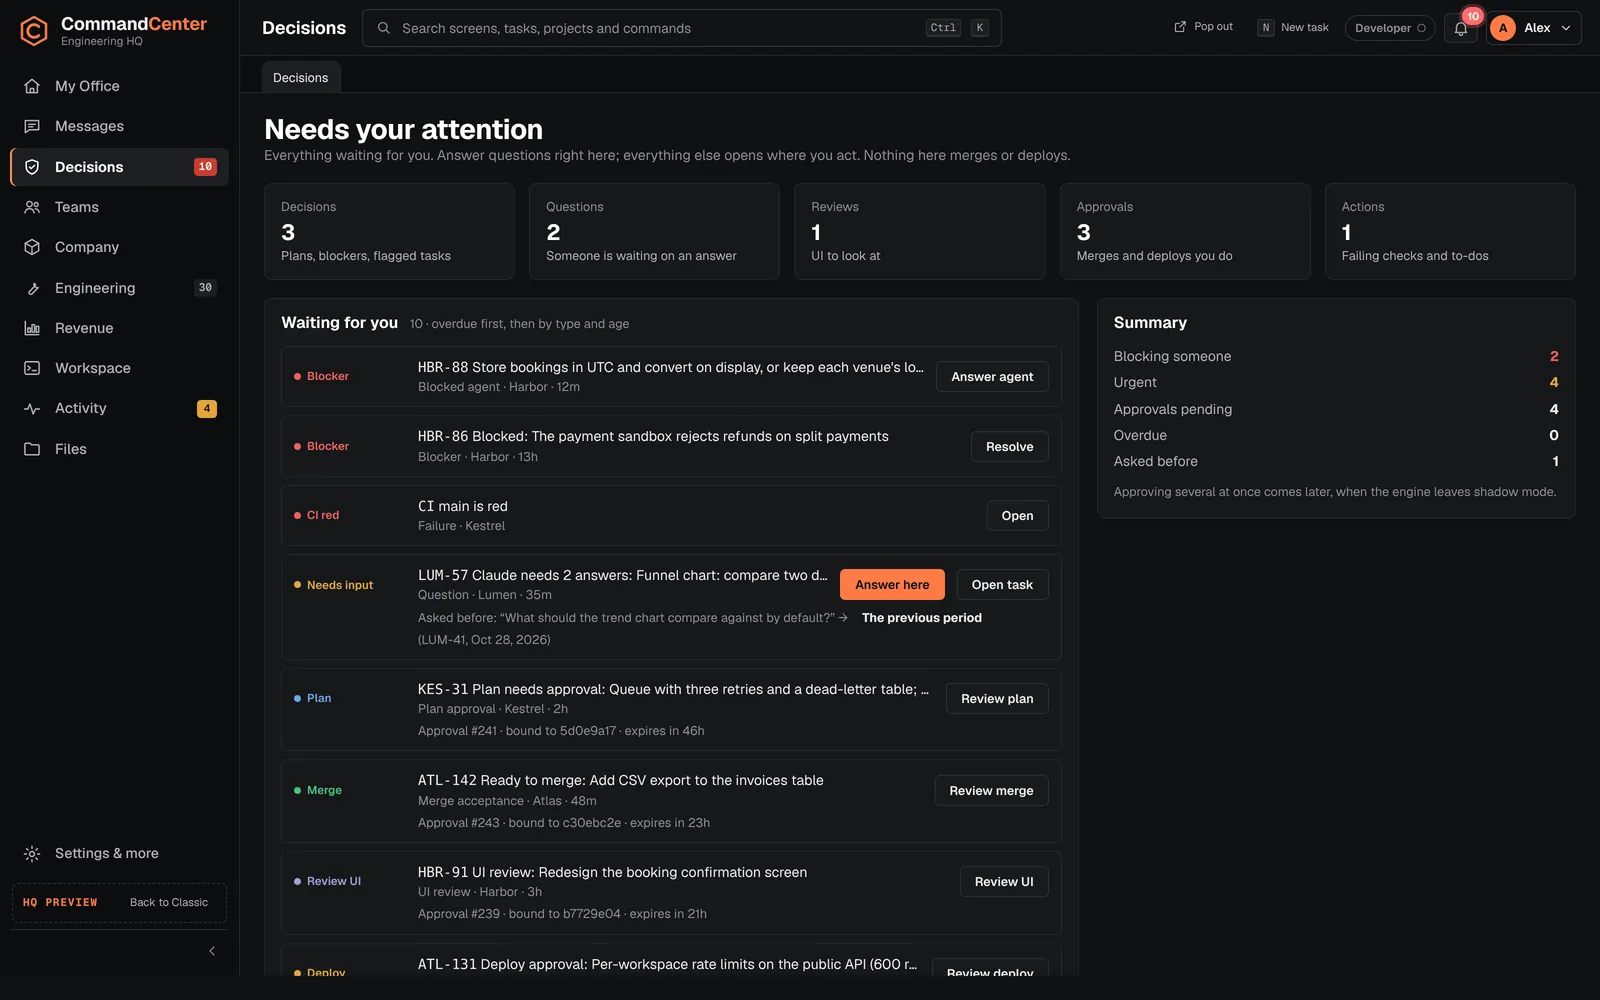 CommandCenter
Engineering HQ
My Office
Messages
Decisions 10
Teams
Company
Engineering 30
Revenue
Workspace
Activity 4
Files
Settings & more
HQ PREVIEW Back to Classic
Decisions
Search screens, tasks, projects and commands Ctrl K
Pop out
N New task
Developer
10
A Alex
Decisions
Needs your attention
Everything waiting for you. Answer questions right here; everything else opens where you act. Nothing here merges or deploys.
Decisions
3
Plans, blockers, flagged tasks
Questions
2
Someone is waiting on an answer
Reviews
1
UI to look at
Approvals
3
Merges and deploys you do
Actions
1
Failing checks and to-dos
Waiting for you 10 · overdue first, then by type and age
Blocker
HBR-88 Store bookings in UTC and convert on display, or keep each venue's lo...
Blocked agent · Harbor · 12m
Answer agent
Blocker
HBR-86 Blocked: The payment sandbox rejects refunds on split payments
Blocker · Harbor · 13h
Resolve
CI red
CI main is red
Failure · Kestrel
Open
Needs input
LUM-57 Claude needs 2 answers: Funnel chart: compare two d...
Question · Lumen · 35m
Answer here
Open task
Asked before: “What should the trend chart compare against by default?” → The previous period
(LUM-41, Oct 28, 2026)
Plan
KES-31 Plan needs approval: Queue with three retries and a dead-letter table; ...
Plan approval · Kestrel · 2h
Approval #241 · bound to 5d0e9a17 · expires in 46h
Review plan
Merge
ATL-142 Ready to merge: Add CSV export to the invoices table
Merge acceptance · Atlas · 48m
Approval #243 · bound to c30ebc2e · expires in 23h
Review merge
Review UI
HBR-91 UI review: Redesign the booking confirmation screen
UI review · Harbor · 3h
Approval #239 · bound to b7729e04 · expires in 21h
Review UI
Deploy
ATL-131 Deploy approval: Per-workspace rate limits on the public API (600 r...
Review deploy
Summary
Blocking someone 2
Urgent 4
Approvals pending 4
Overdue 0
Asked before 1
Approving several at once comes later, when the engine leaves shadow mode.